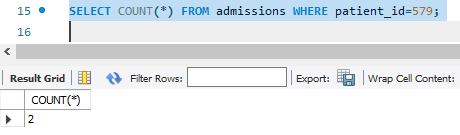 15 SELECT COUNT(*) FROM admissions WHERE patient_id=579;
16
Result Grid Filter Rows: Export: Wrap Cell Content:
COUNT(*)
2